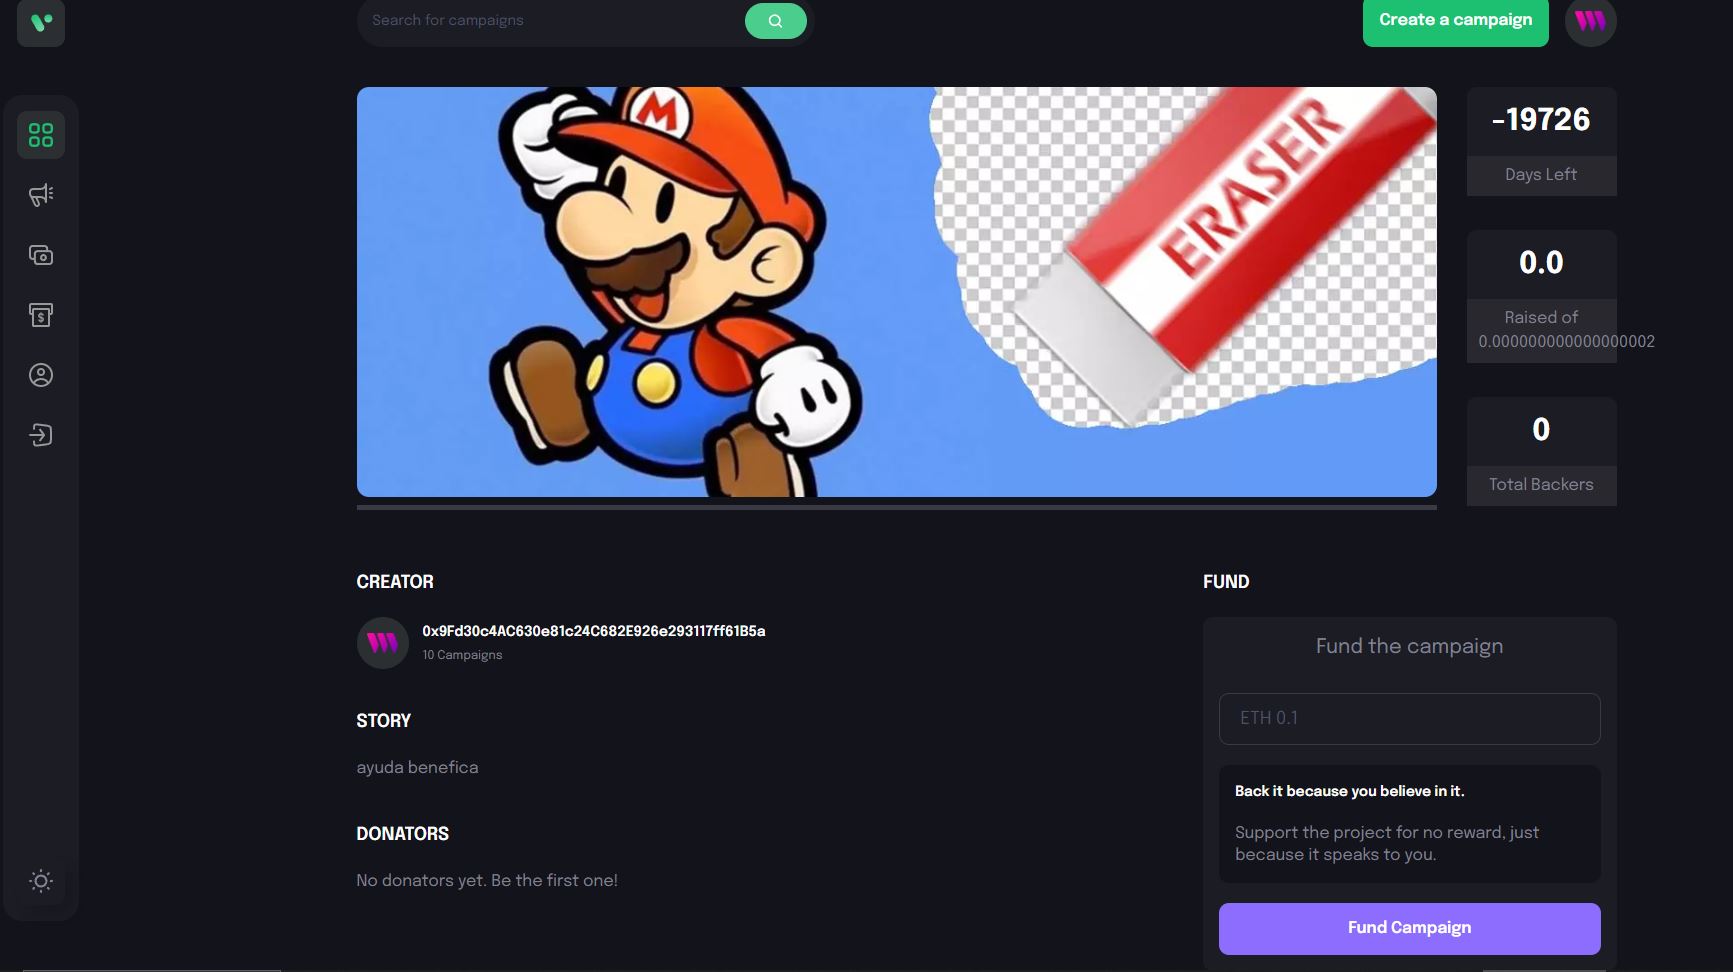 Search for campaigns
Create a campaign
M
ERASER
-19726
Days Left
0.0
Raised of
0.000000000000000002
0
Total Backers
CREATOR
0x9Fd30c4AC630e81c24C682E926e293117ff61B5a
10 Campaigns
STORY
ayuda benefica
DONATORS
No donators yet. Be the first one!
FUND
Fund the campaign
ETH 0.1
Back it because you believe in it.
Support the project for no reward, just
because it speaks to you.
Fund Campaign